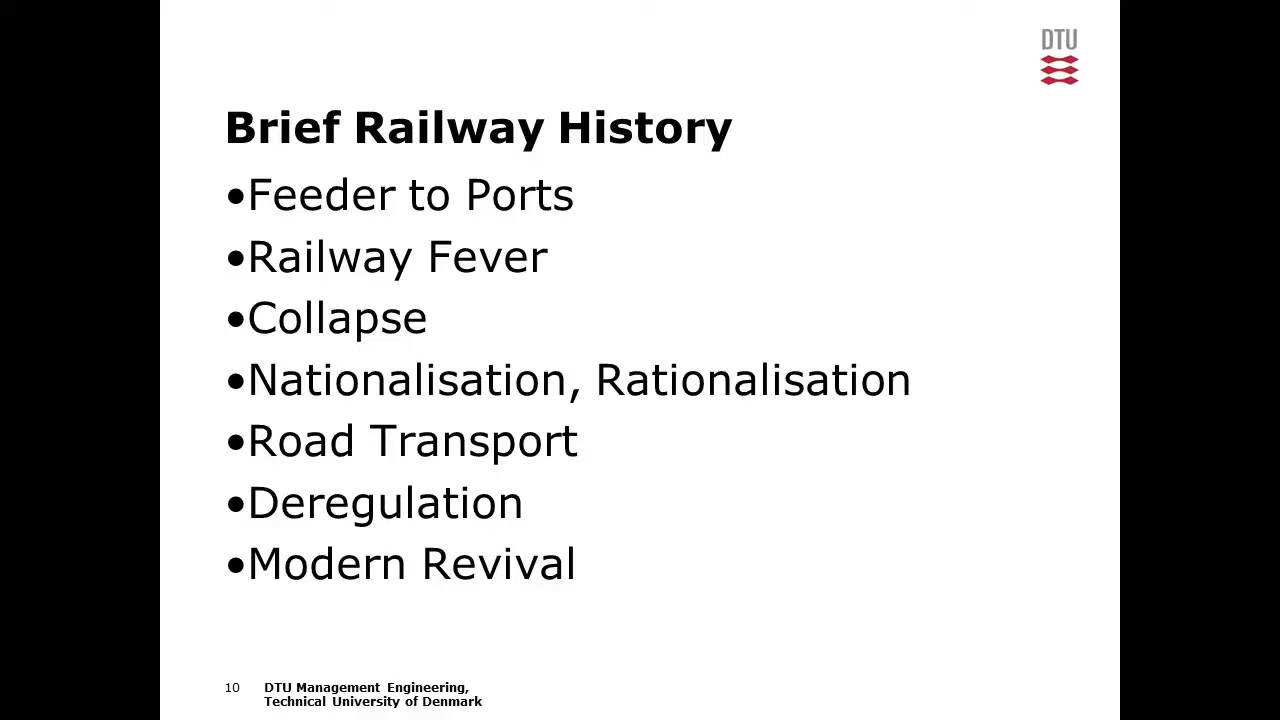 DTU
Brief Railway History
•Feeder to Ports
•Railway Fever
•Collapse
•Nationalisation, Rationalisation
•Road Transport
•Deregulation
•Modern Revival
10 DTU Management Engineering,
Technical University of Denmark